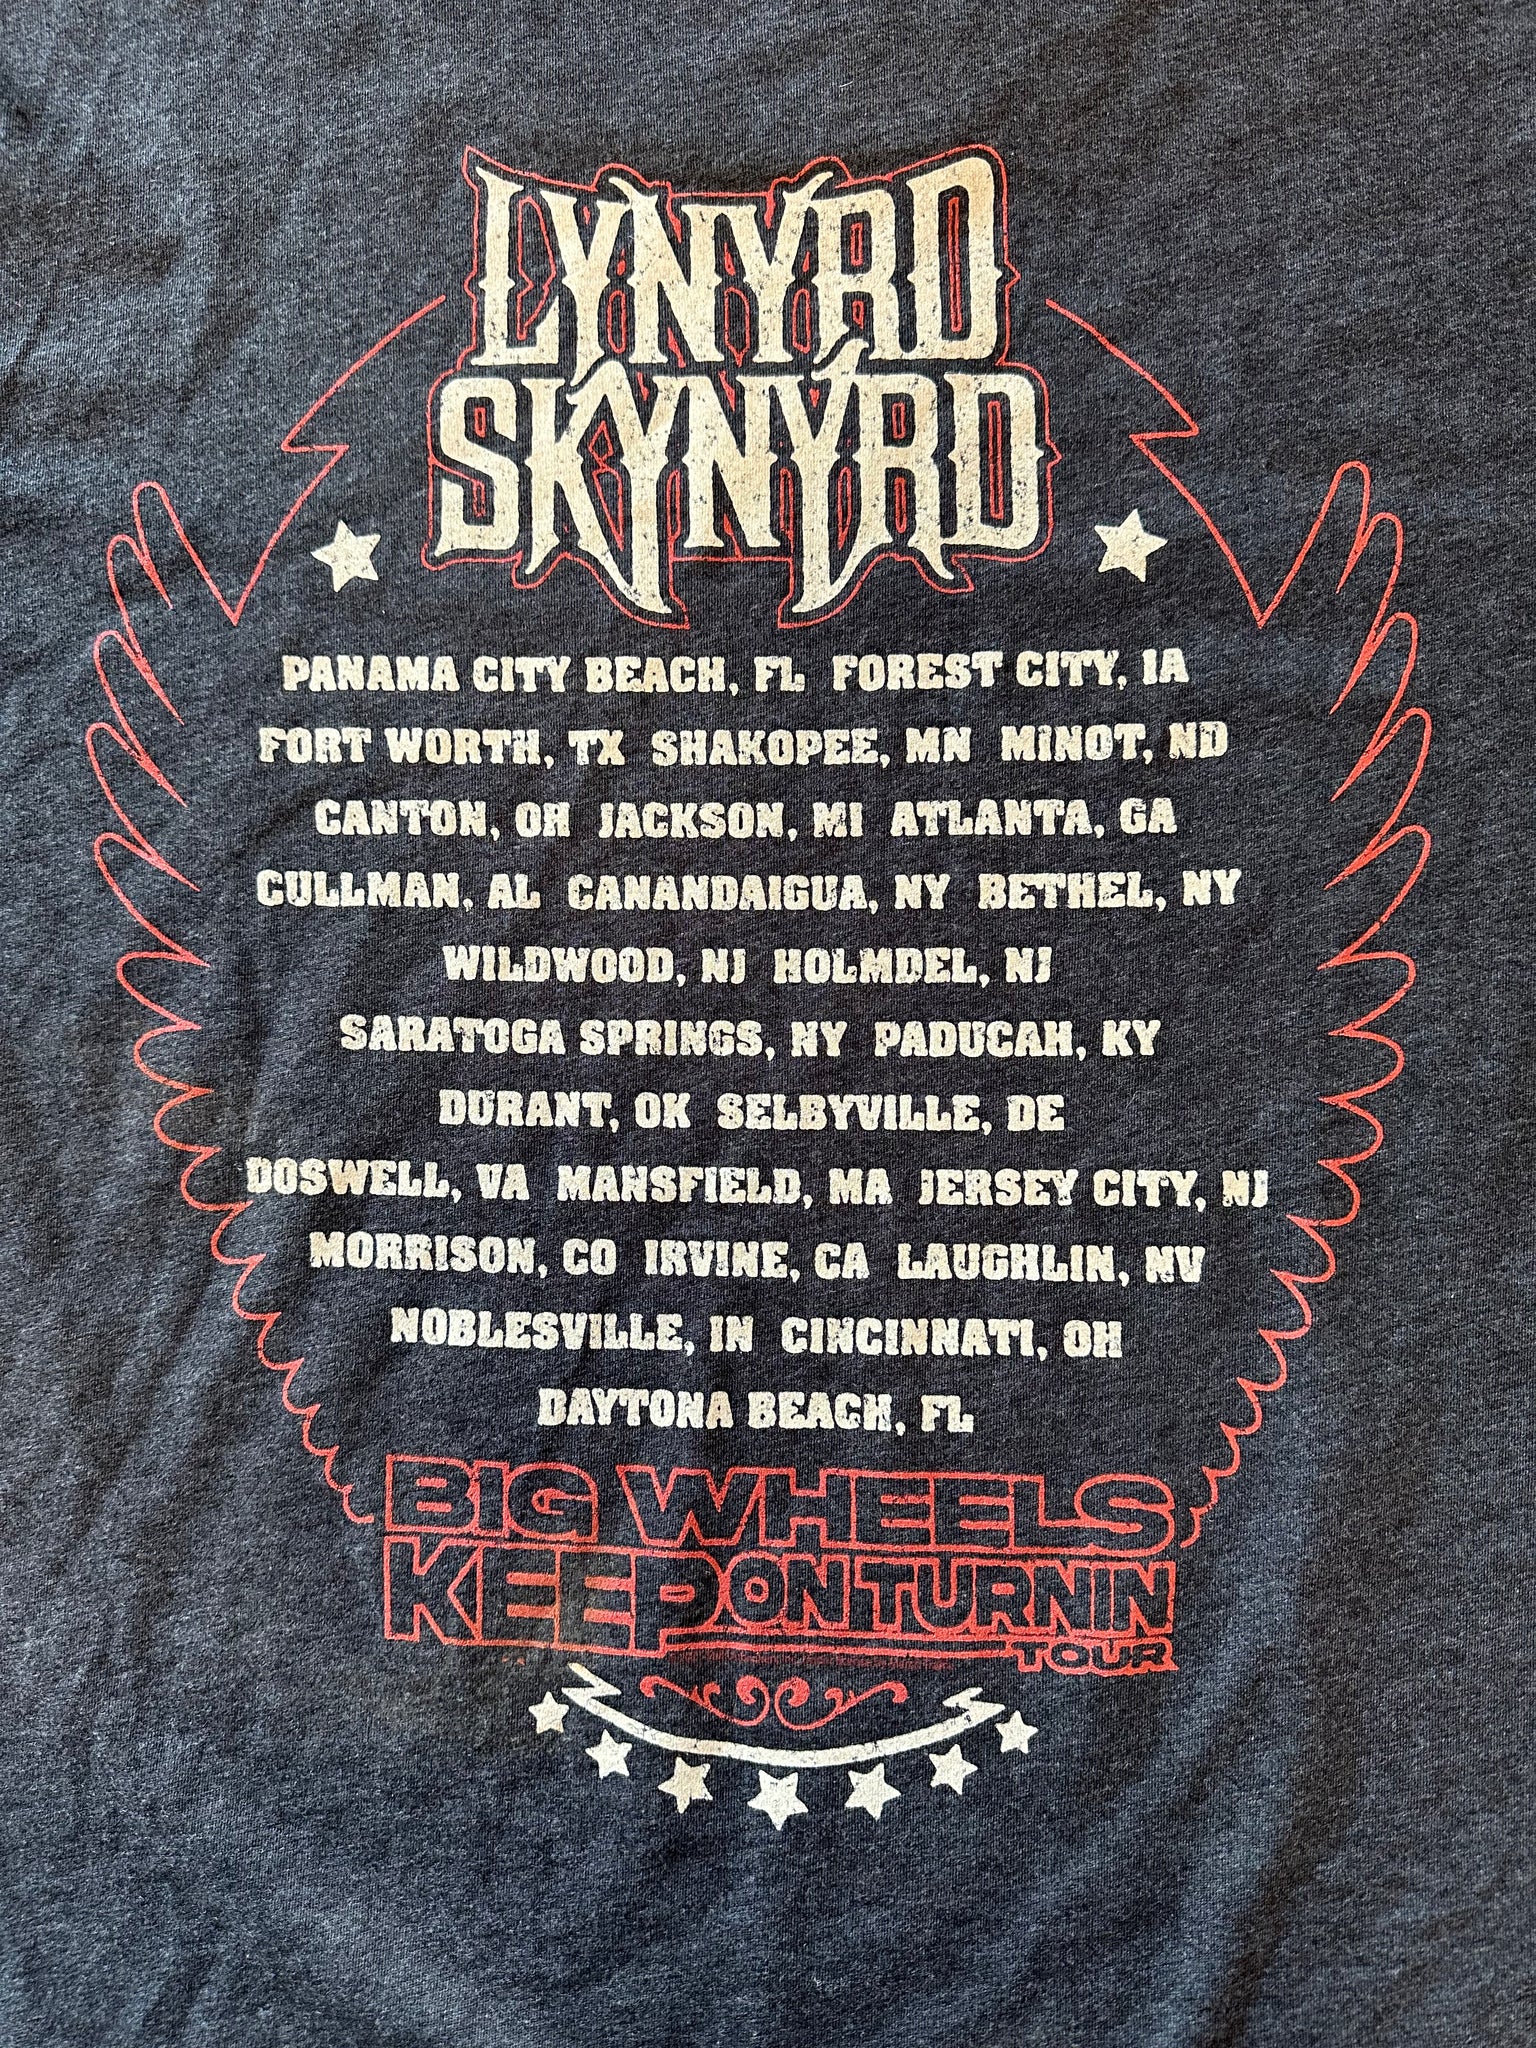 LYNYRD
SKYNYRD
PANAMA CITY BEACH, FL FOREST CITY, IA
FORT WORTH, TX SHAKOPEE, MN MINOT, ND
CANTON, OH JACKSON, MI ATLANTA, GA
CULLMAN, AL CANANDAIGUA, NY BETHEL, NY
WILDWOOD, NJ HOLMDEL, NJ
SARATOGA SPRINGS, NY PADUCAH, KY
DURANT, OK SELBYVILLE, DE
DOSWELL, VA MANSFIELD, MA JERSEY CITY, NJ
MORRISON, CO IRVINE, CA LAUGHLIN, NV
NOBLESVILLE, IN CINCINNATI, OH
DAYTONA BEACH, FL
BIG WHEELS
KEEP ON TURNIN
TOUR